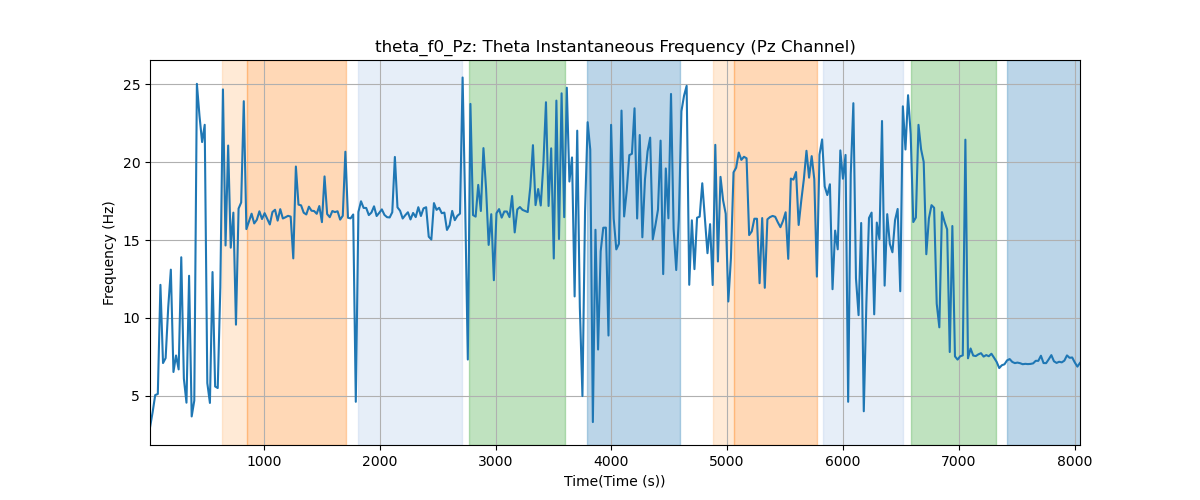 theta_f0_Pz: Theta Instantaneous Frequency (Pz Channel)
Frequency (Hz)
25
20
15
10
5
1000 2000 3000 4000 5000 6000 7000 8000
Time(Time (s))